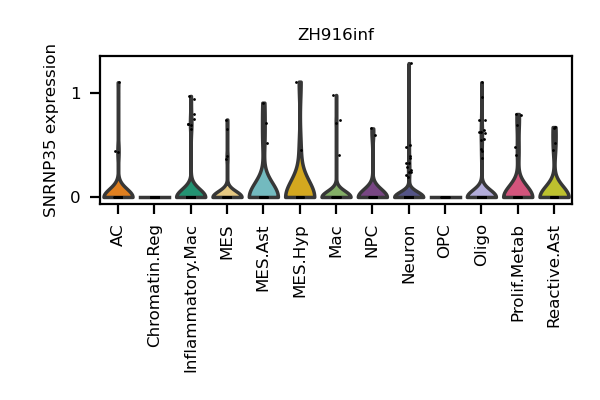 ZH916inf
SNRNP35 expression
1
0
AC
Chromatin.Reg
Inflammatory.Mac
MES
MES.Ast
MES.Hyp
Mac
NPC
Neuron
OPC
Oligo
Prolif.Metab
Reactive.Ast